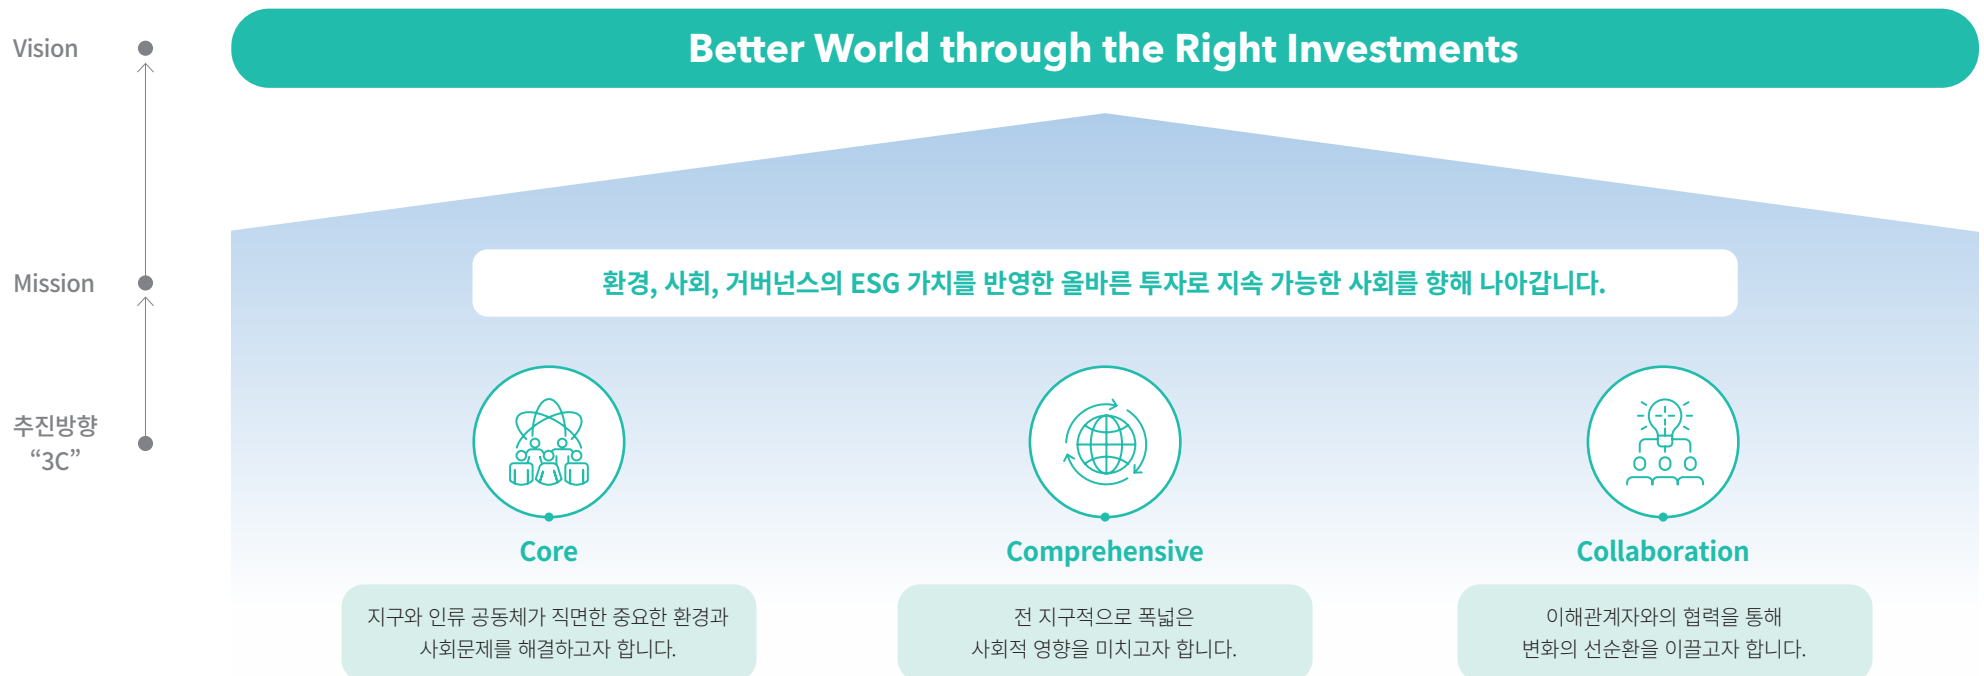 Vision
Better World through the Right Investments
Mission
환경, 사회, 거버넌스의 ESG 가치를 반영한 올바른 투자로 지속 가능한 사회를 향해 나아갑니다.
추진방향
“3C”
Core
지구와 인류 공동체가 직면한 중요한 환경과
사회문제를 해결하고자 합니다.
Comprehensive
전 지구적으로 폭넓은
사회적 영향을 미치고자 합니다.
Collaboration
이해관계자와의 협력을 통해
변화의 선순환을 이끌고자 합니다.